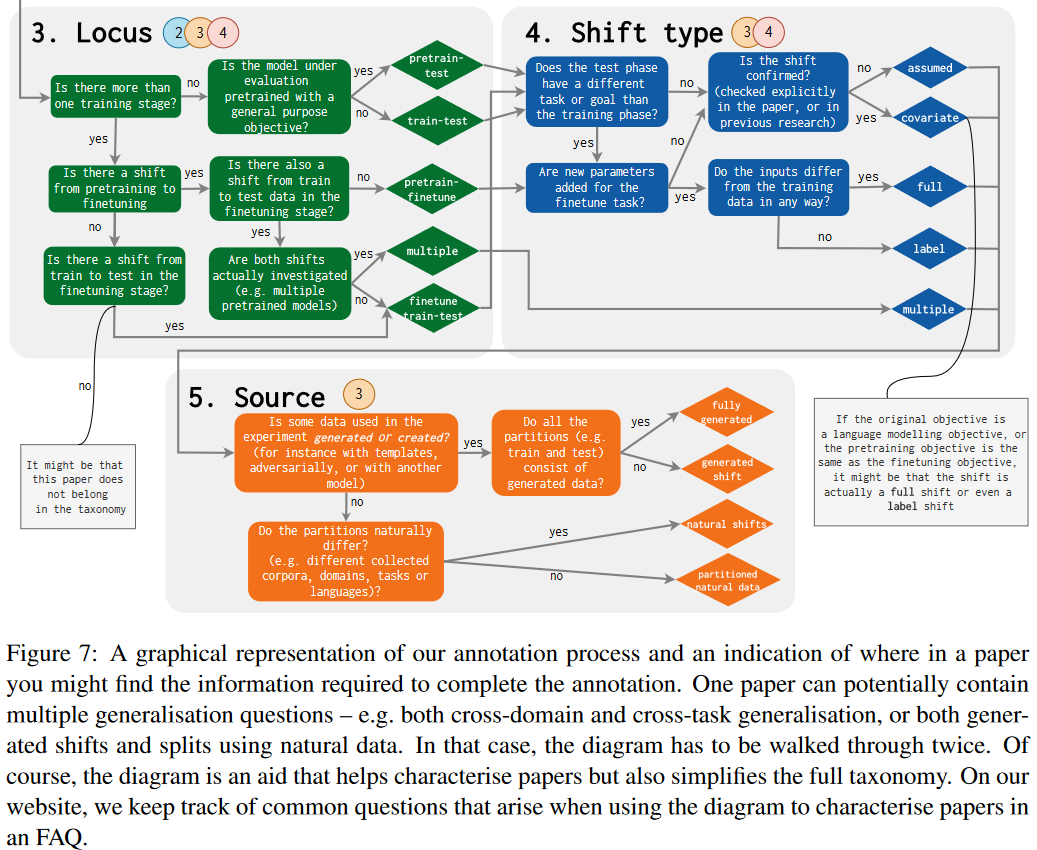 3. Locus
2
3
4
Is there more than
one training stage?
no
Is the model under
evaluation
pretrained with a
general purpose
objective?
yes
no
pretrain-
test
train-test
yes
Is there a shift
from pretraining to
finetuning
yes
Is there also a
shift from train
to test data in the
finetuning stage?
no
pretrain-
finetune
no
yes
Is there a shift from
train to test in the
finetuning stage?
Are both shifts
actually investigated
(e.g. multiple
pretrained models)
yes
no
multiple
finetune
train-test
yes
no
It might be that
this paper does
not belong
in the taxonomy
4. Shift type
3
4
Does the test phase
have a different
task or goal than
the training phase?
no
Is the shift
confirmed?
(checked explicitly
in the paper, or in
previous research)
no
yes
assumed
covariate
yes
no
Are new parameters
added for the
finetune task?
yes
Do the inputs differ
from the training
data in any way?
yes
full
no
label
multiple
If the original objective is
a language modelling objective, or
the pretraining objective is the
same as the finetuning objective,
it might be that the shift is
actually a full shift or even a
label shift
5. Source
3
Is some data used in the
experiment generated or created?
(for instance with templates,
adversarially, or with another
model)
yes
Do all the
partitions (e.g.
train and test)
consist of
generated data?
yes
no
fully
generated
generated
shift
no
Do the partitions naturally
differ?
(e.g. different collected
corpora, domains, tasks or
languages)?
yes
no
natural shifts
partitioned
natural data
Figure 7: A graphical representation of our annotation process and an indication of where in a paper
you might find the information required to complete the annotation. One paper can potentially contain
multiple generalisation questions – e.g. both cross-domain and cross-task generalisation, or both gener-
ated shifts and splits using natural data. In that case, the diagram has to be walked through twice. Of
course, the diagram is an aid that helps characterise papers but also simplifies the full taxonomy. On our
website, we keep track of common questions that arise when using the diagram to characterise papers in
an FAQ.